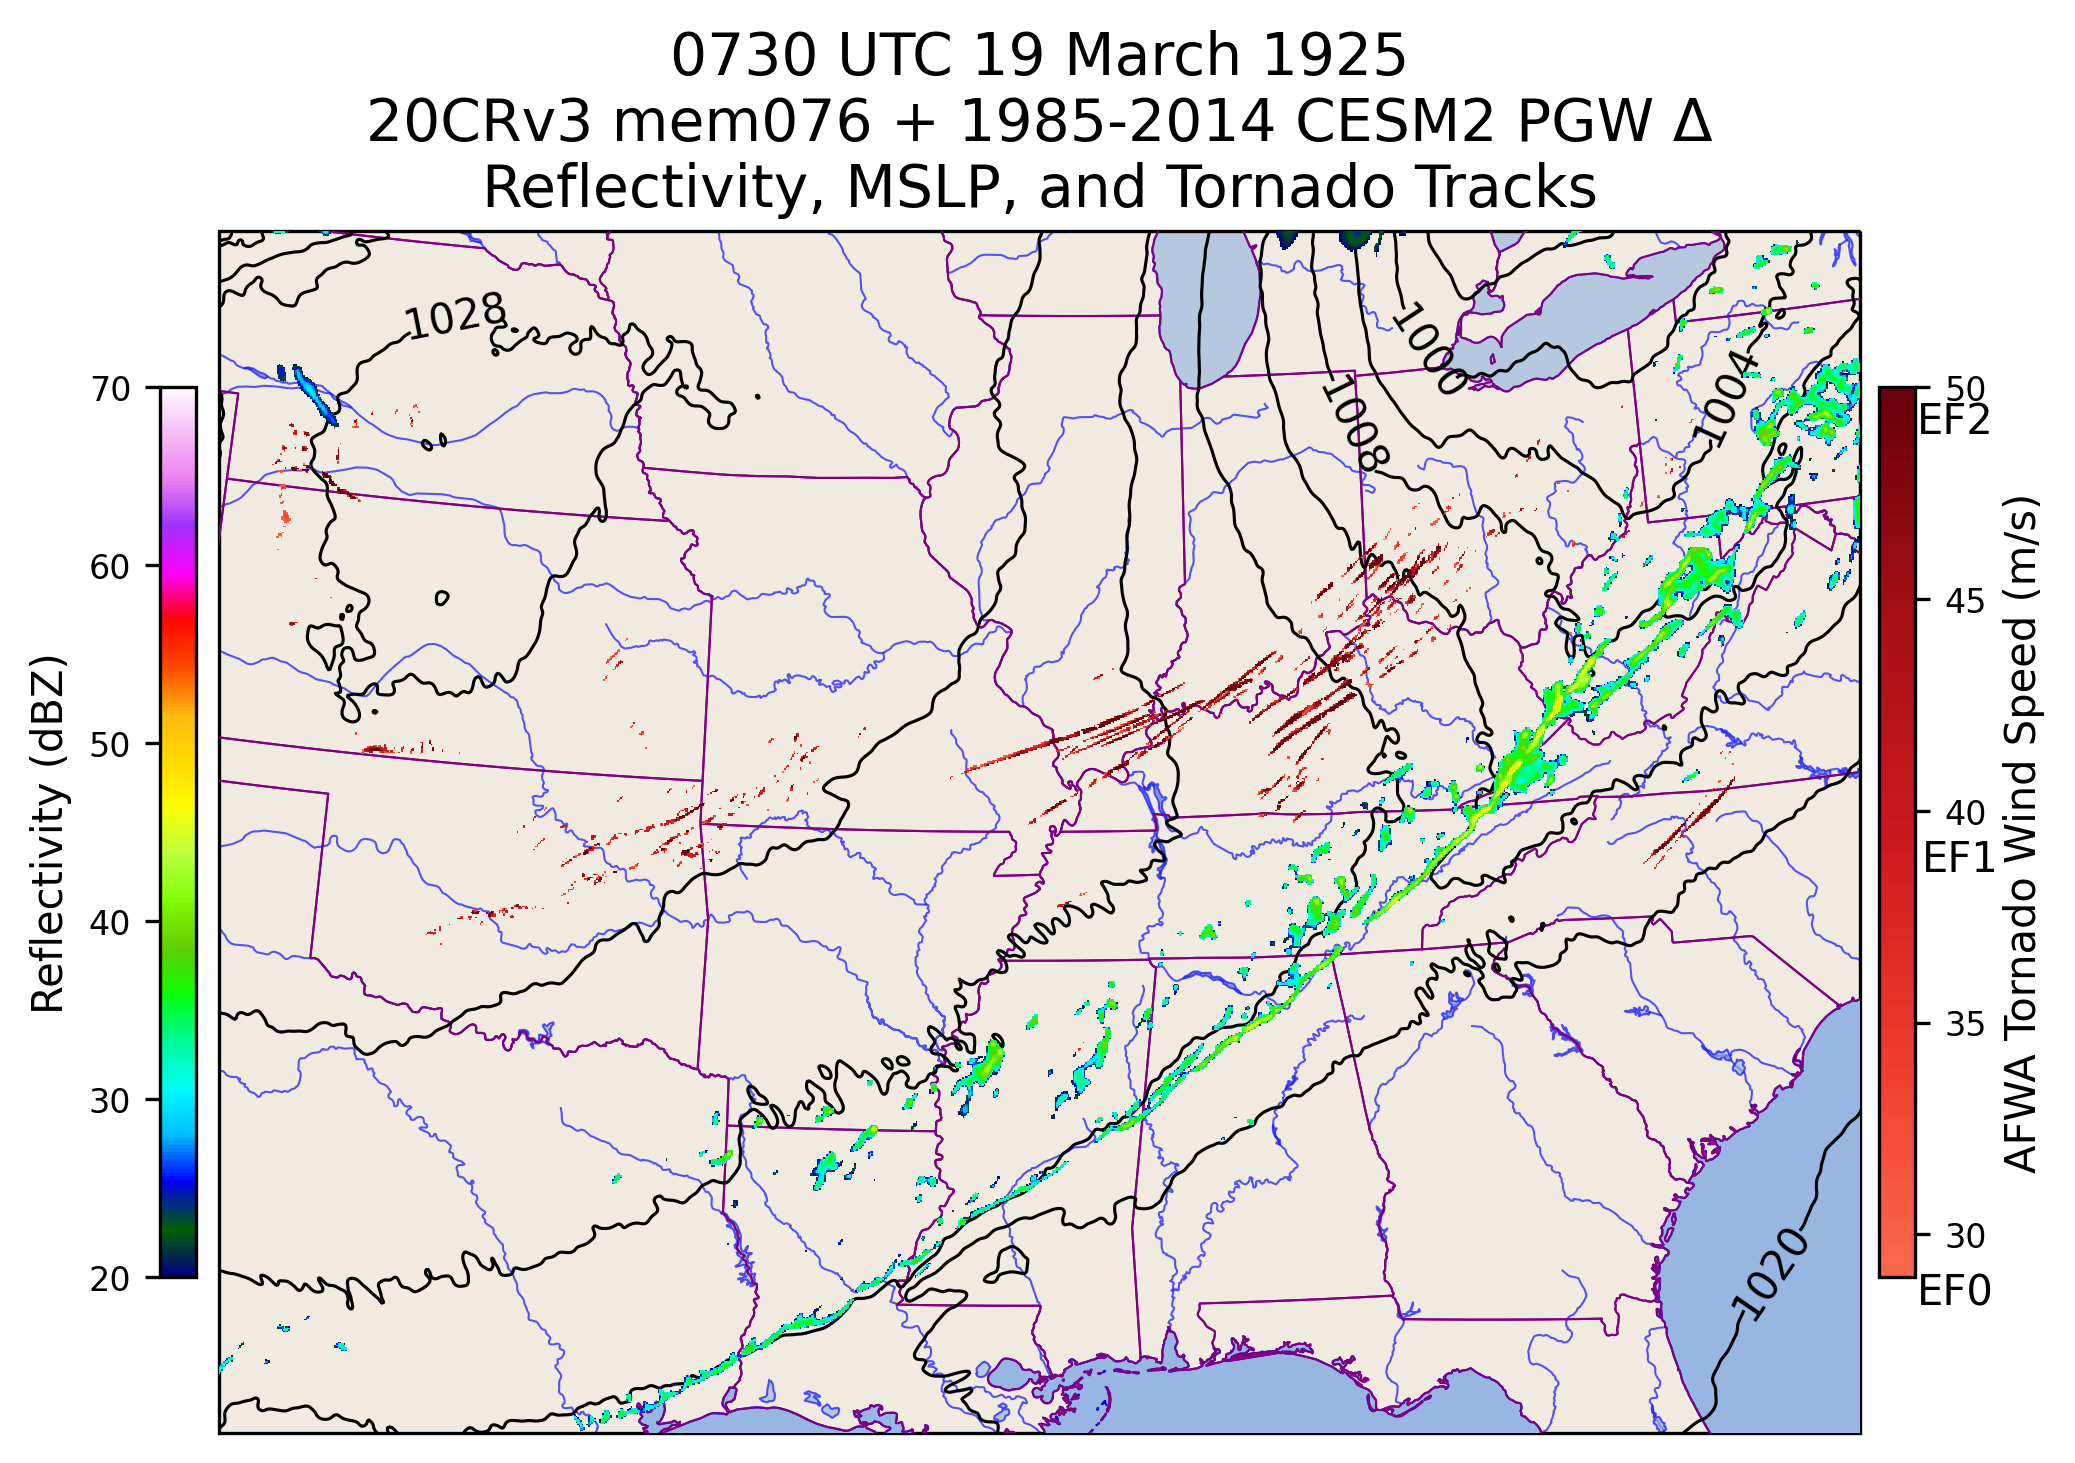 0730 UTC 19 March 1925
20CRv3 mem076 + 1985-2014 CESM2 PGW Δ
Reflectivity, MSLP, and Tornado Tracks
1028
1000
1004
1008
1020
70
60
50
40
30
20
Reflectivity (dBZ)
50
EF2
45
40
EF1
35
30
EF0
AFWA Tornado Wind Speed (m/s)